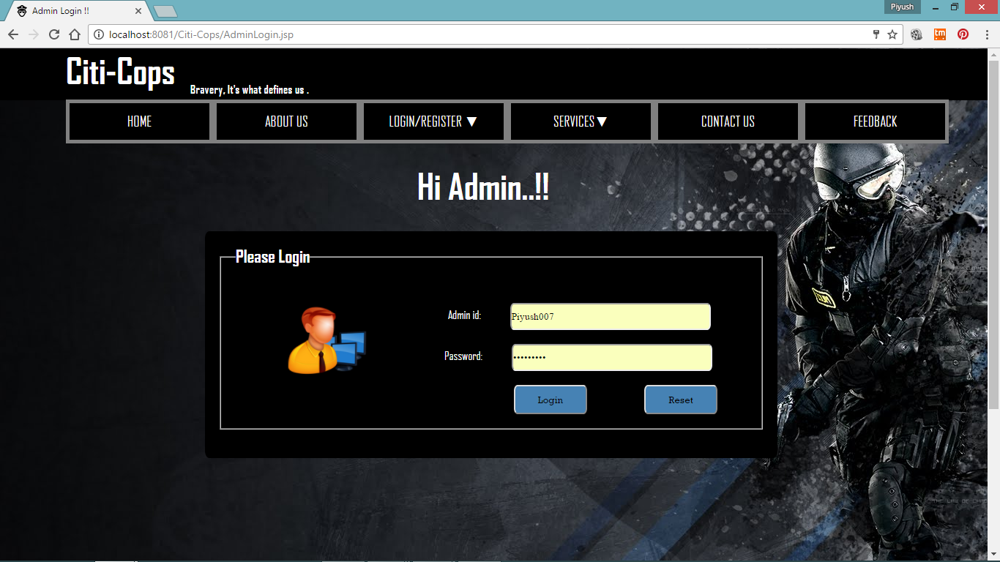 Admin Login !!
Piyush
localhost:8081/Citi-Cops/AdminLogin.jsp
tm
Citi-Cops
Bravery, It's what defines us .
HOME ABOUT US LOGIN/REGISTER ▼ SERVICES▼ CONTACT US FEEDBACK
Hi Admin..!!
Please Login
Admin id: Piyush007
Password: •••••••••
Login Reset